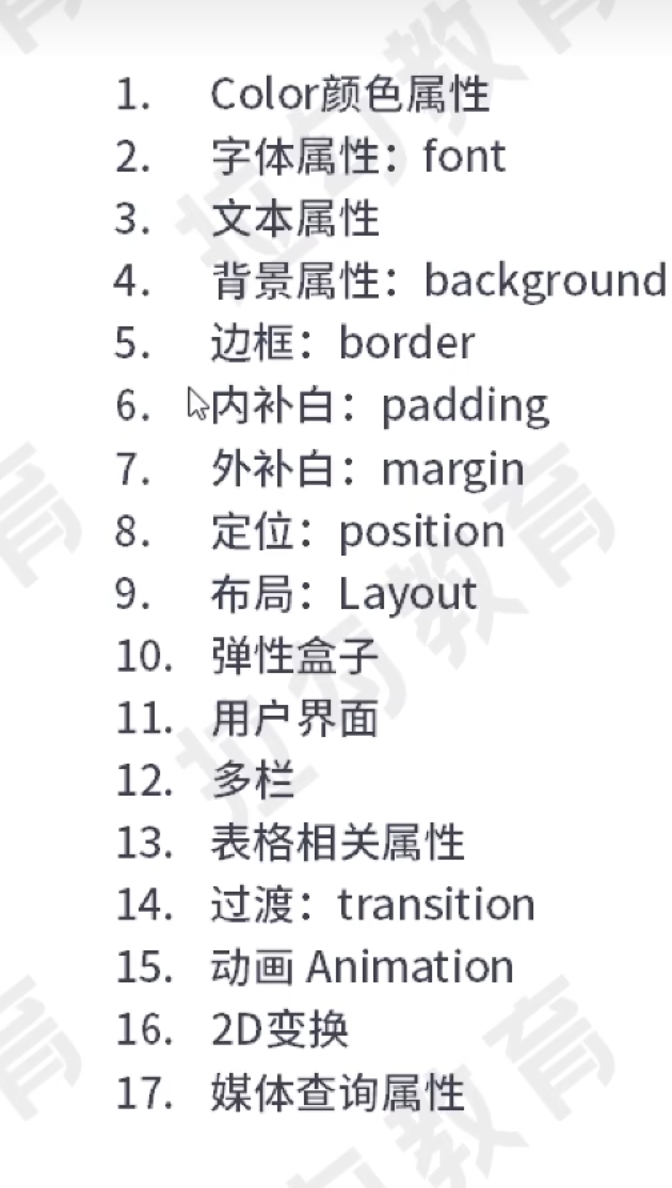 1. Color颜色属性
2. 字体属性：font
3. 文本属性
4. 背景属性：background
5. 边框：border
6. 内补白：padding
7. 外补白：margin
8. 定位：position
9. 布局：Layout
10. 弹性盒子
11. 用户界面
12. 多栏
13. 表格相关属性
14. 过渡：transition
15. 动画 Animation
16. 2D变换
17. 媒体查询属性
拉勾教育